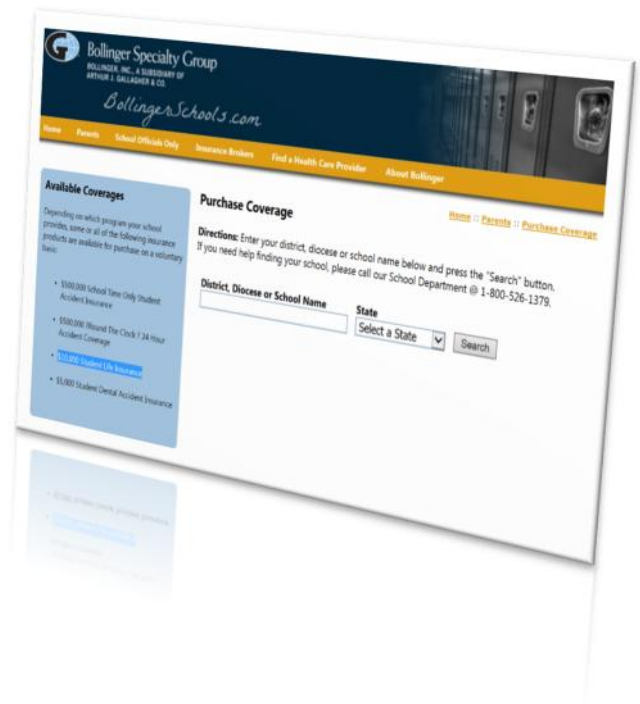 Bollinger Specialty Group
BOLLINGER, INC., A SUBSIDIARY OF
ARTHUR J. GALLAGHER & CO.
BollingerSchools.com
Home Parents School Officials Only Insurance Brokers Find a Health Care Provider About Bollinger
Available Coverages
Depending on which program your school
provides, some or all of the following insurance
products are available for purchase on a voluntary
basis:
• $500,000 School Time Only Student
Accident Insurance
• $500,000 'Round The Clock / 24 Hour
Accident Coverage
• $10,000 Student Life Insurance
• $5,000 Student Dental Accident Insurance
Home :: Parents :: Purchase Coverage
Purchase Coverage
Directions: Enter your district, diocese or school name below and press the "Search" button.
If you need help finding your school, please call our School Department @ 1-800-526-1379.
District, Diocese or School Name State
Select a State Search